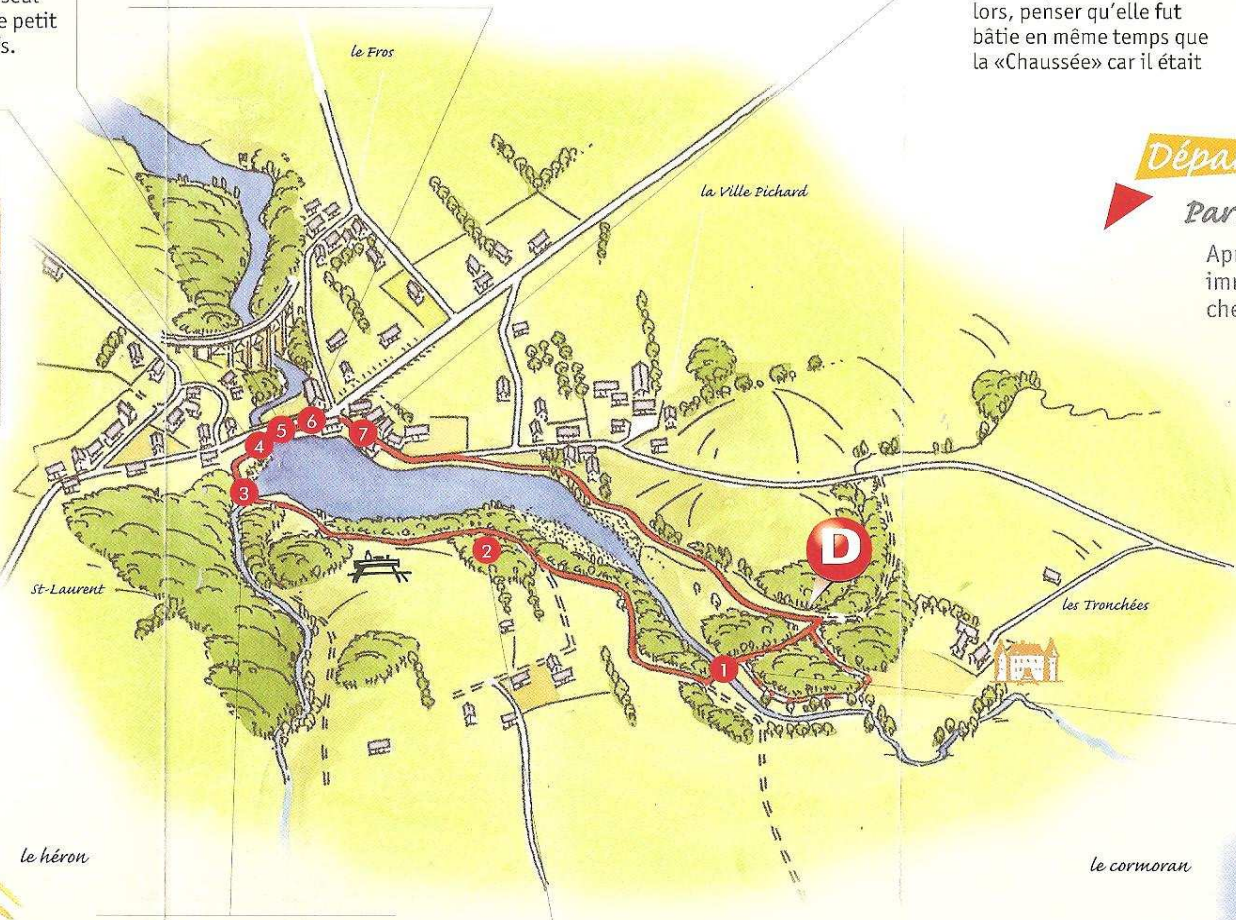 e petit
s.
lors, penser qu'elle fut
bâtie en même temps que
la «Chaussée» car il était
le Fros
la Ville Pichard
Dépa
Par
Ap
imm
che
6
5
4
7
3
2
D
1
St-Laurent
les Tronchées
le héron
le cormoran